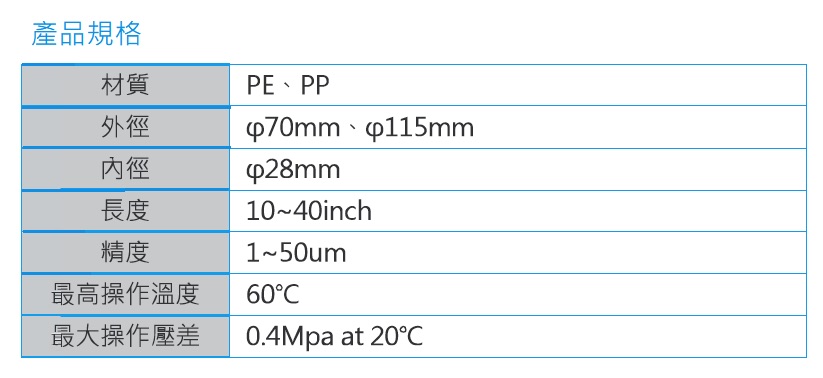 產品規格
材質 PE、PP
外徑 φ70mm、φ115mm
內徑 φ28mm
長度 10~40inch
精度 1~50um
最高操作溫度 60℃
最大操作壓差 0.4Mpa at 20℃